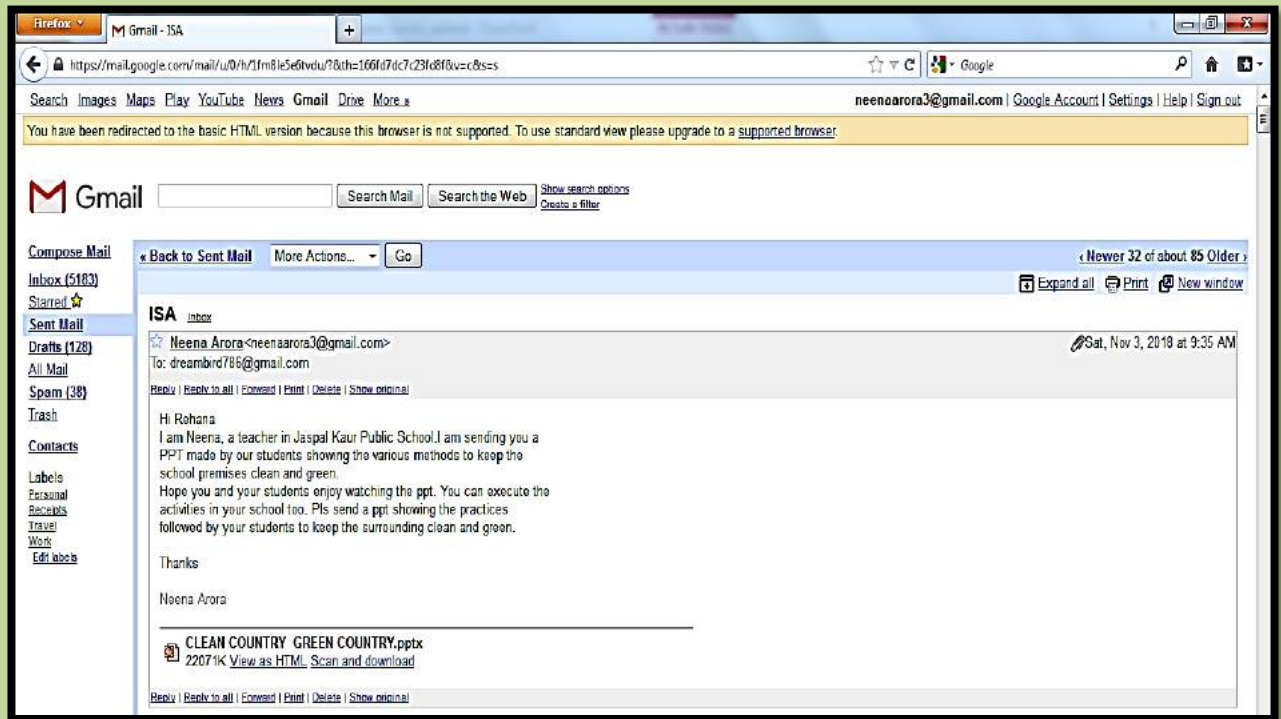 Firefox
Gmail - ISA
+
https://mail.google.com/mail/u/0/h/1fm8le5e6tvdu/?&th=166fd7dc7c23fd8f&v=c&s=s
Google
Search Images Maps Play YouTube News Gmail Drive More »
neenaarora3@gmail.com | Google Account | Settings | Help | Sign out
You have been redirected to the basic HTML version because this browser is not supported. To use standard view please upgrade to a supported browser.
Gmail
Search Mail
Search the Web
Show search options
Create a filter
Compose Mail
Inbox (5183)
Starred
Sent Mail
Drafts (128)
All Mail
Spam (38)
Trash
Contacts
Labels
Personal
Receipts
Travel
Work
Edit labels
« Back to Sent Mail More Actions... Go
‹ Newer 32 of about 85 Older ›
Expand all Print New window
ISA Inbox
Neena Arora<neenaarora3@gmail.com>
Sat, Nov 3, 2018 at 9:35 AM
To: dreambird786@gmail.com
Reply | Reply to all | Forward | Print | Delete | Show original
Hi Rehana
I am Neena, a teacher in Jaspal Kaur Public School.I am sending you a
PPT made by our students showing the various methods to keep the
school premises clean and green.
Hope you and your students enjoy watching the ppt. You can execute the
activities in your school too. Pls send a ppt showing the practices
followed by your students to keep the surrounding clean and green.
Thanks
Neena Arora
CLEAN COUNTRY GREEN COUNTRY.pptx
22071K View as HTML Scan and download
Reply | Reply to all | Forward | Print | Delete | Show original